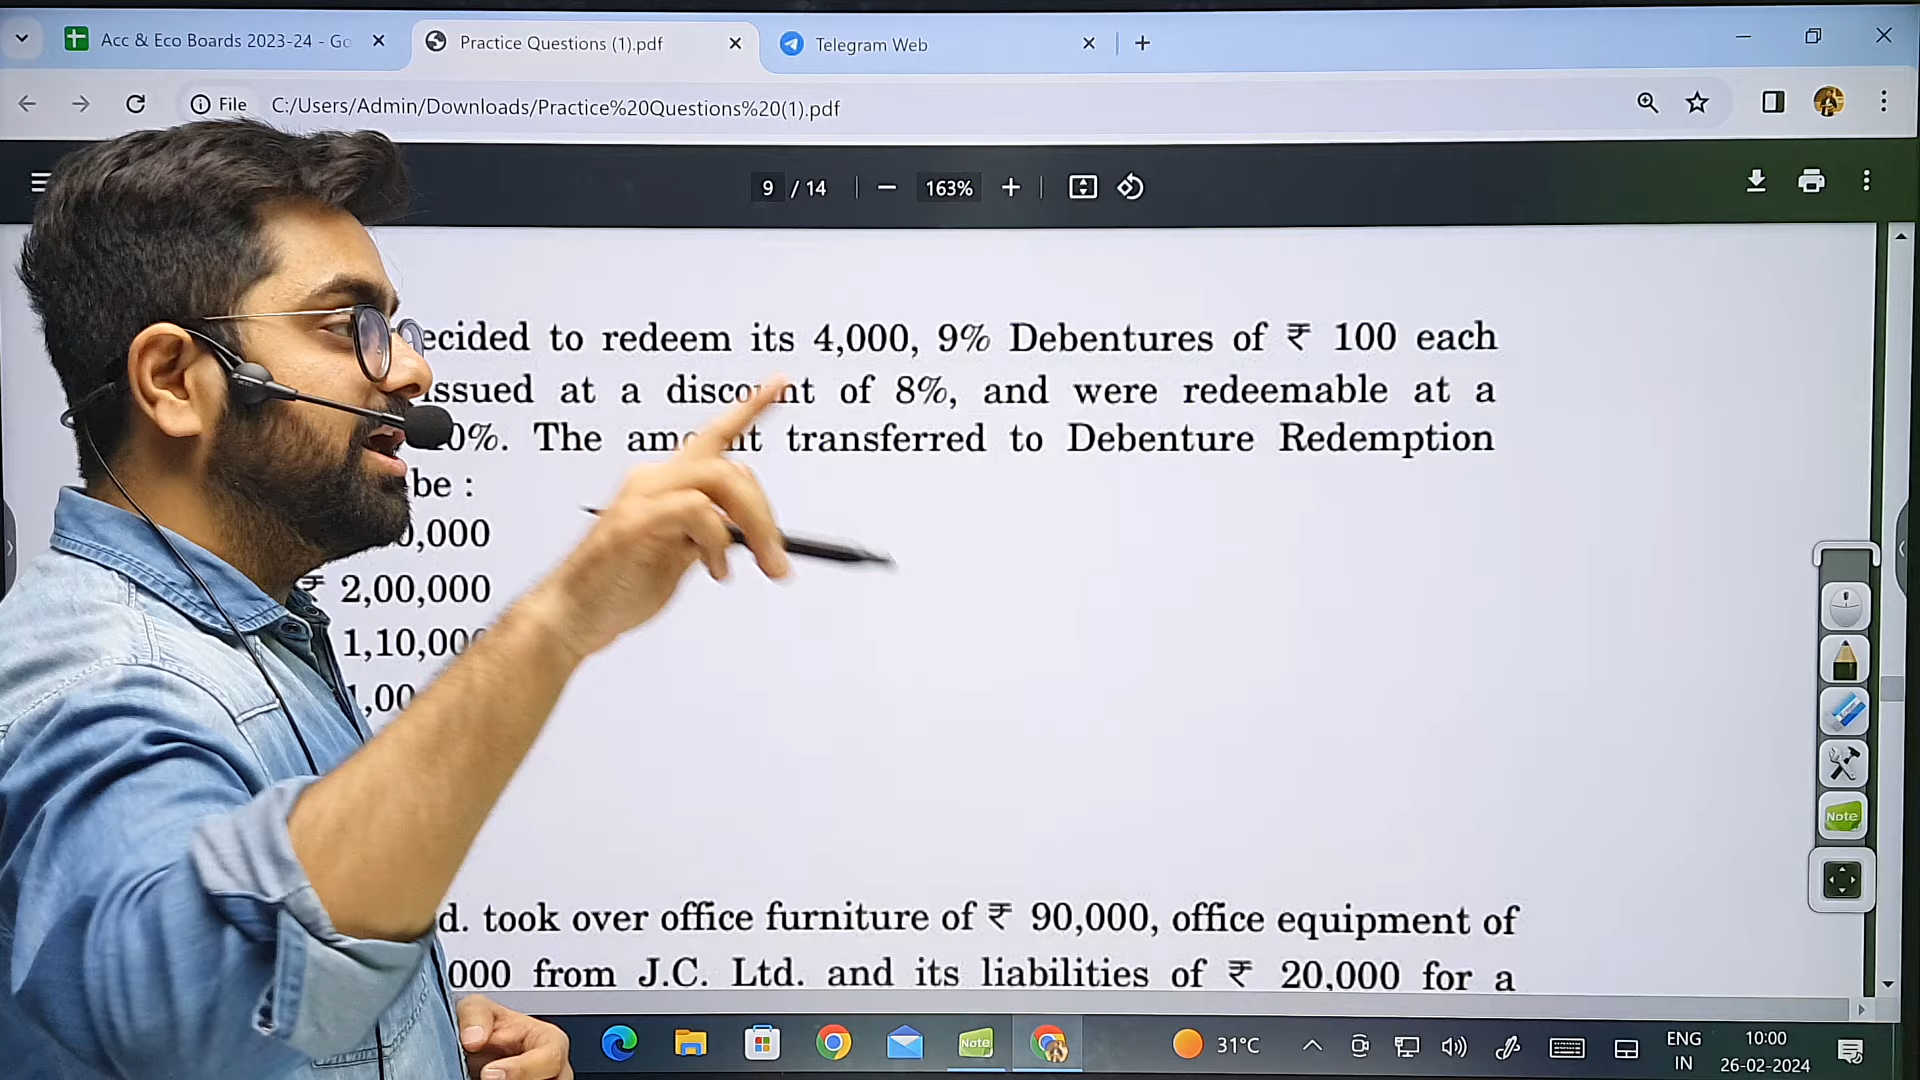 Acc & Eco Boards 2023-24 - Go
Practice Questions (1).pdf
Telegram Web
File C:/Users/Admin/Downloads/Practice%20Questions%20(1).pdf
9 / 14 163%
ecided to redeem its 4,000, 9% Debentures of ₹ 100 each
issued at a discount of 8%, and were redeemable at a
0%. The amount transferred to Debenture Redemption
be :
0,000
₹ 2,00,000
1,10,000
1,00
d. took over office furniture of ₹ 90,000, office equipment of
000 from J.C. Ltd. and its liabilities of ₹ 20,000 for a
Note
Note
31°C
ENG
IN
10:00
26-02-2024